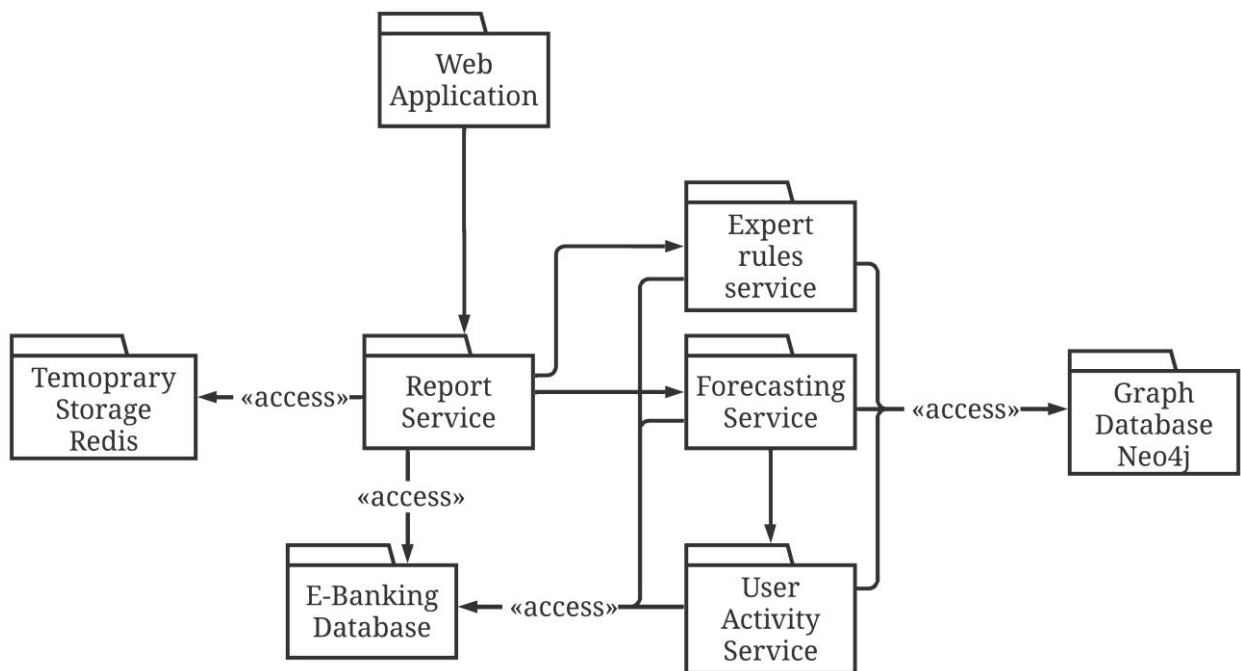 Web
Application
Expert
rules
service
Temoprary
Storage
Redis
«access»
Report
Service
Forecasting
Service
«access»
Graph
Database
Neo4j
«access»
E-Banking
Database
«access»
User
Activity
Service